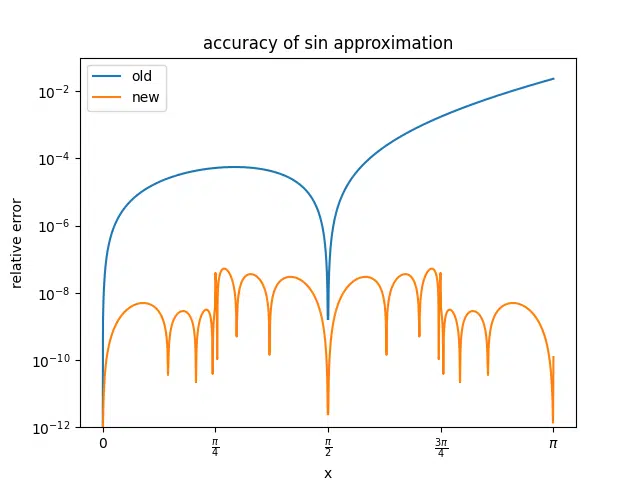 accuracy of sin approximation
old
new
relative error
10⁻²
10⁻⁴
10⁻⁶
10⁻⁸
10⁻¹⁰
10⁻¹²
0 π/4 π/2 3π/4 π
x